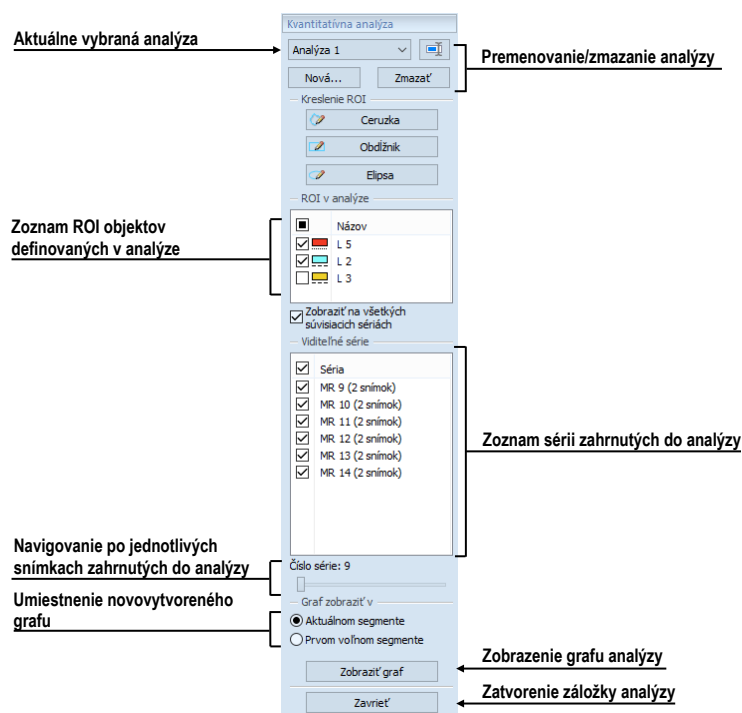 Kvantitatívna analýza
Aktuálne vybraná analýza
Analýza 1
Premenovanie/zmazanie analýzy
Nová...
Zmazať
Kreslenie ROI
Ceruzka
Obdĺžnik
Elipsa
ROI v analýze
Zoznam ROI objektov
definovaných v analýze
Názov
L 5
L 2
L 3
Zobraziť na všetkých
súvisiacich sériách
Viditeľné série
Séria
MR 9 (2 snímok)
MR 10 (2 snímok)
MR 11 (2 snímok)
MR 12 (2 snímok)
MR 13 (2 snímok)
MR 14 (2 snímok)
Zoznam sérii zahrnutých do analýzy
Navigovanie po jednotlivých
snímkach zahrnutých do analýzy
Číslo série: 9
Umiestnenie novovytvoreného
grafu
Graf zobraziť v
Aktuálnom segmente
Prvom voľnom segmente
Zobraziť graf
Zobrazenie grafu analýzy
Zavrieť
Zatvorenie záložky analýzy